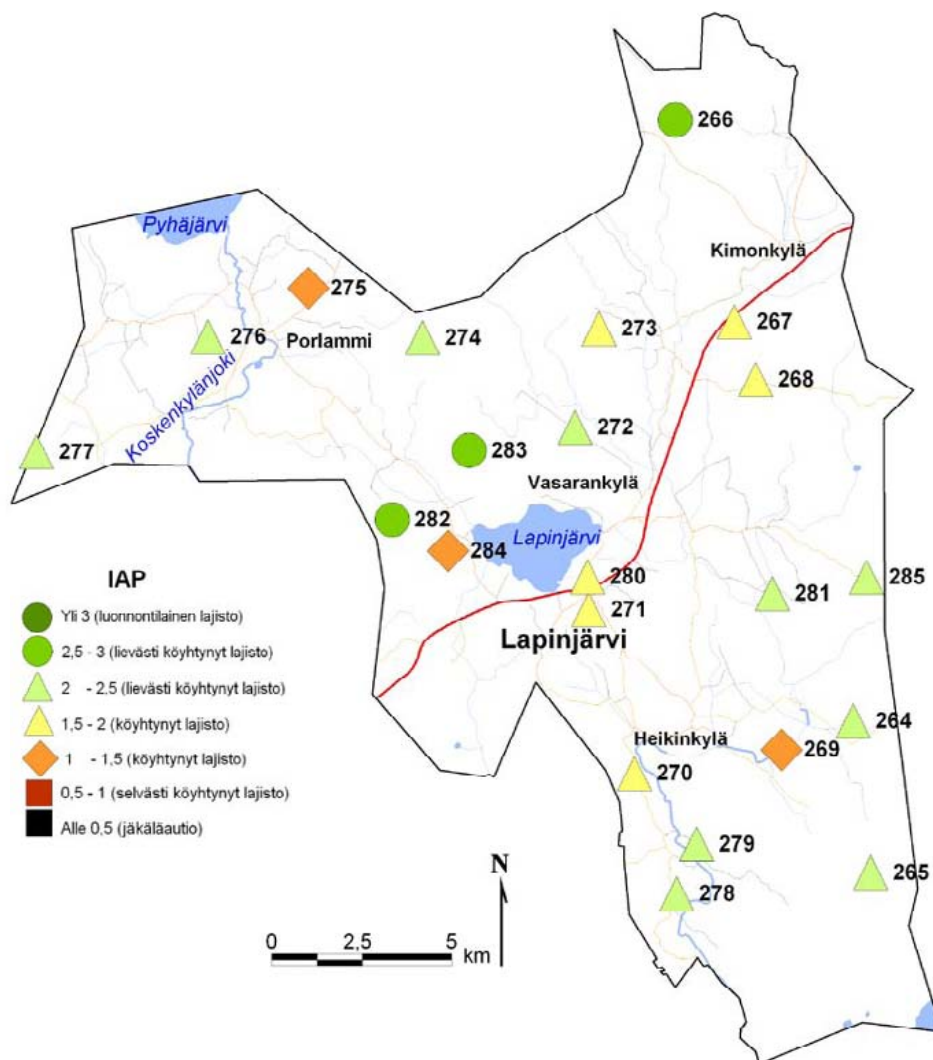 266
Pyhäjärvi
Kimonkylä
275
276
Porlammi
274
273
267
268
Koskenkylänjoki
277
283
272
Vasarankylä
282
284
Lapinjärvi
280
281
285
271
Lapinjärvi
IAP
Yli 3 (luonnontilainen lajisto)
2,5 - 3 (lievästi köyhtynyt lajisto)
2 - 2,5 (lievästi köyhtynyt lajisto)
1,5 - 2 (köyhtynyt lajisto)
1 - 1,5 (köyhtynyt lajisto)
0,5 - 1 (selvästi köyhtynyt lajisto)
Alle 0,5 (jäkäläautio)
264
Heikinkylä
269
270
279
265
278
N
0 2,5 5
km